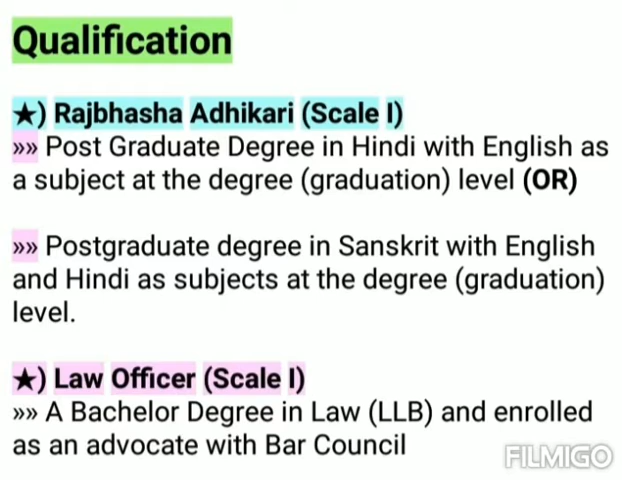 Qualification
★) Rajbhasha Adhikari (Scale I)
»» Post Graduate Degree in Hindi with English as
a subject at the degree (graduation) level (OR)
»» Postgraduate degree in Sanskrit with English
and Hindi as subjects at the degree (graduation)
level.
★) Law Officer (Scale I)
»» A Bachelor Degree in Law (LLB) and enrolled
as an advocate with Bar Council
FILMIGO